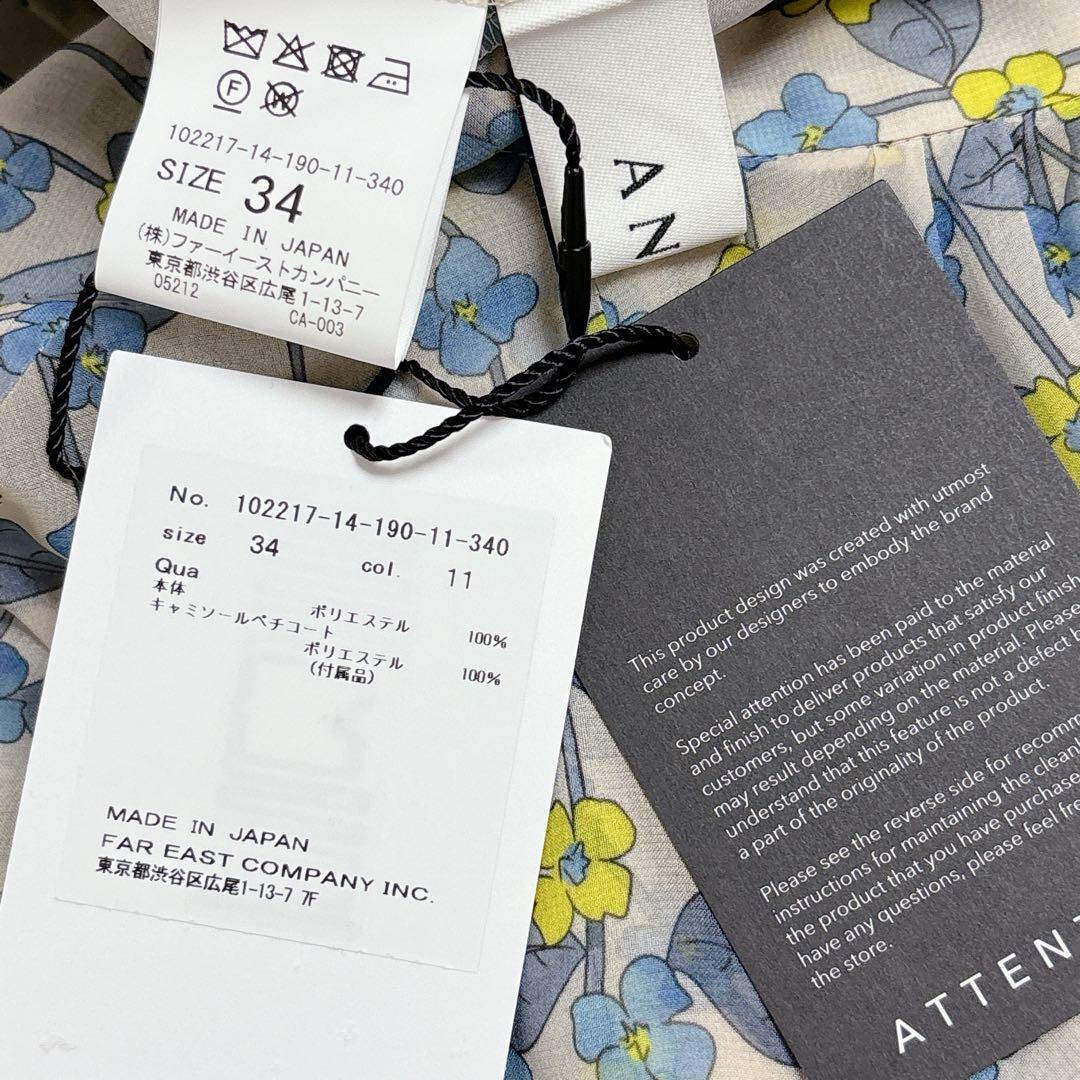 F
W
102217-14-190-11-340
SIZE 34
MADE IN JAPAN
(株)ファーイーストカンパニー
東京都渋谷区広尾1-13-7
05212
CA-003
AN
No. 102217-14-190-11-340
size 34 col. 11
Qua
本体 ポリエステル 100%
キャミソールペチコート
ポリエステル 100%
(付属品)
MADE IN JAPAN
FAR EAST COMPANY INC.
東京都渋谷区広尾1-13-7 7F
This product design was created with utmost
care by our designers to embody the brand
concept.
Special attention has been paid to the material
and finish to deliver products that satisfy our
customers, but some variation in product finish
may result depending on the material. Please
understand that this feature is not a defect b
a part of the originality of the product.
Please see the reverse side for recomm
instructions for maintaining the cleanl
the product that you have purchase
have any questions, please feel fre
the store.
ATTEN